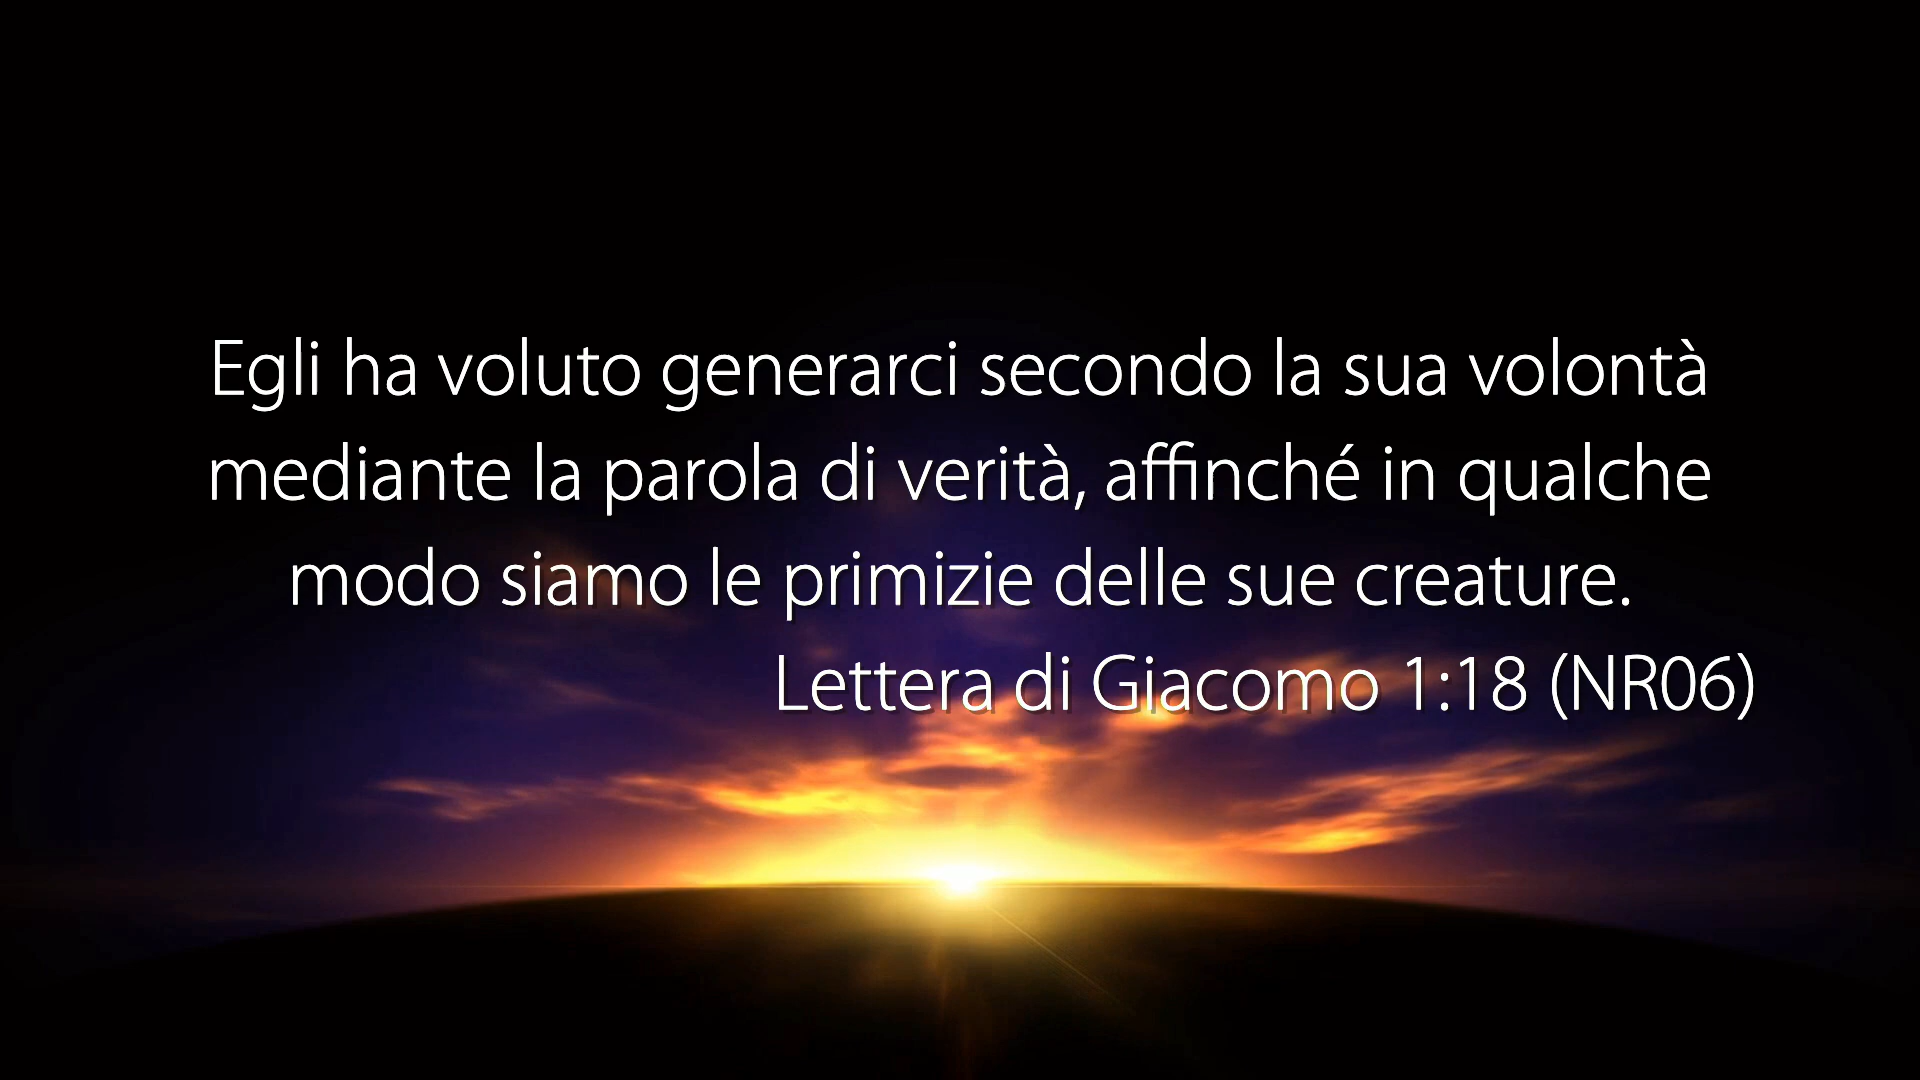 Egli ha voluto generarci secondo la sua volontà
mediante la parola di verità, affinché in qualche
modo siamo le primizie delle sue creature.
Lettera di Giacomo 1:18 (NR06)